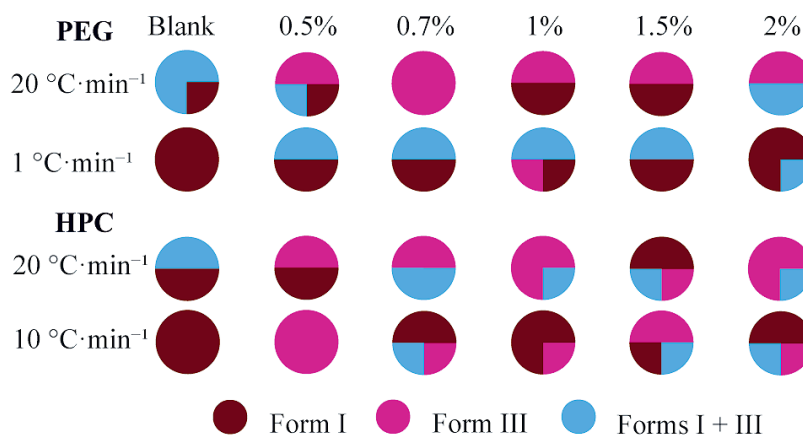 PEG Blank 0.5% 0.7% 1% 1.5% 2%
20 °C·min⁻¹
1 °C·min⁻¹
HPC
20 °C·min⁻¹
10 °C·min⁻¹
Form I Form III Forms I + III